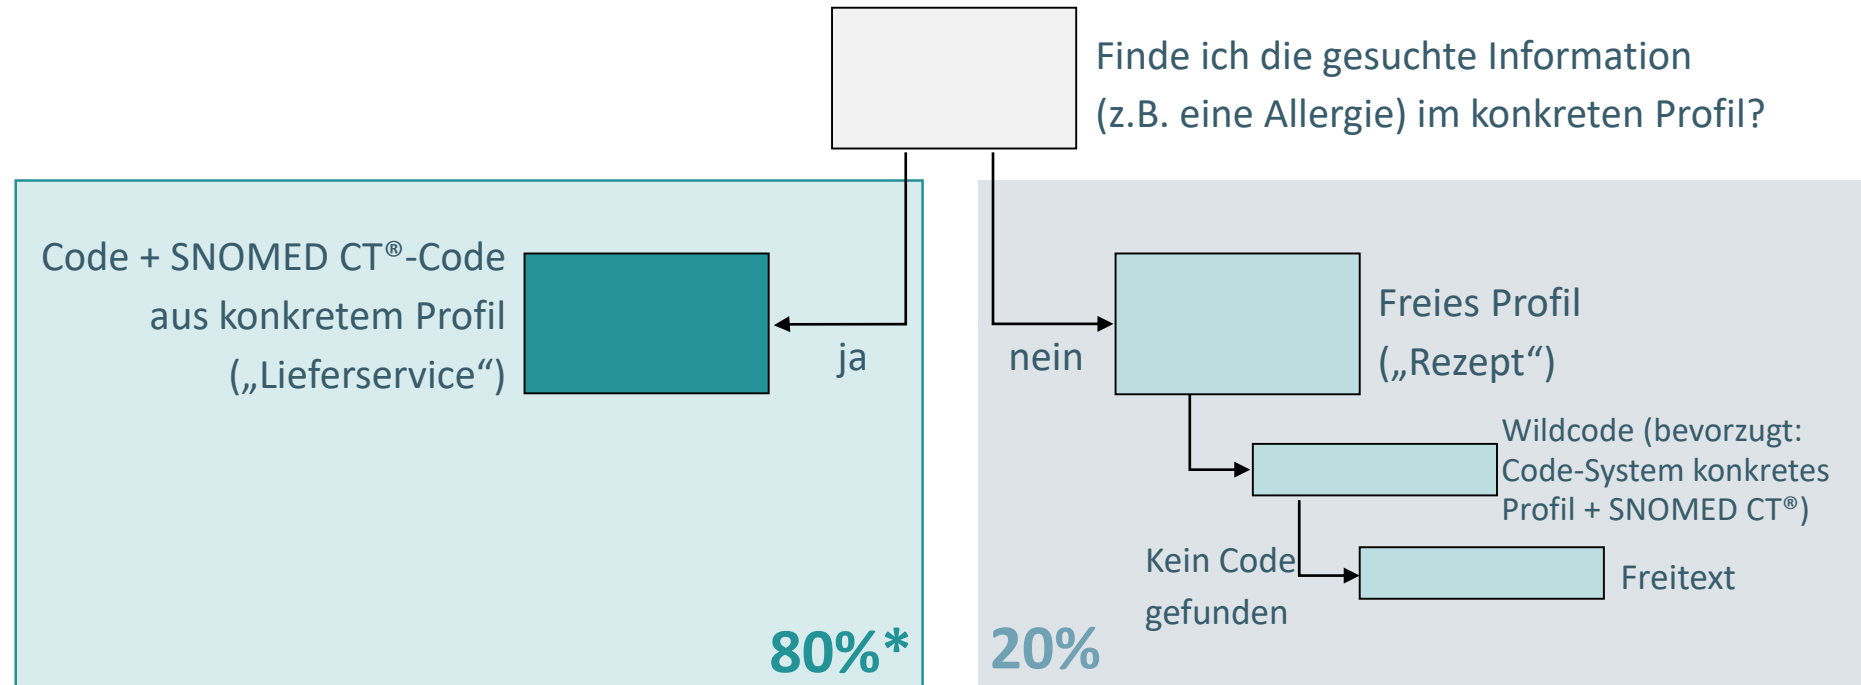 Finde ich die gesuchte Information
(z.B. eine Allergie) im konkreten Profil?
Code + SNOMED CT®-Code
aus konkretem Profil
(„Lieferservice“)
ja
80%*
nein
Freies Profil
(„Rezept“)
Wildcode (bevorzugt:
Code-System konkretes
Profil + SNOMED CT®)
Kein Code
gefunden
Freitext
20%